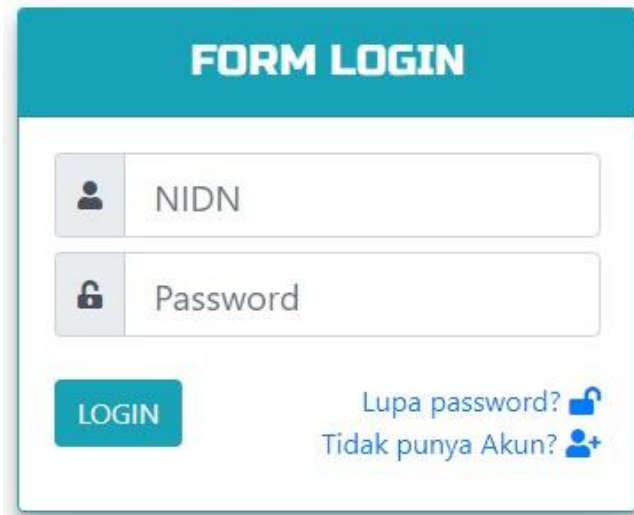 FORM LOGIN
NIDN
Password
LOGIN
Lupa password?
Tidak punya Akun?